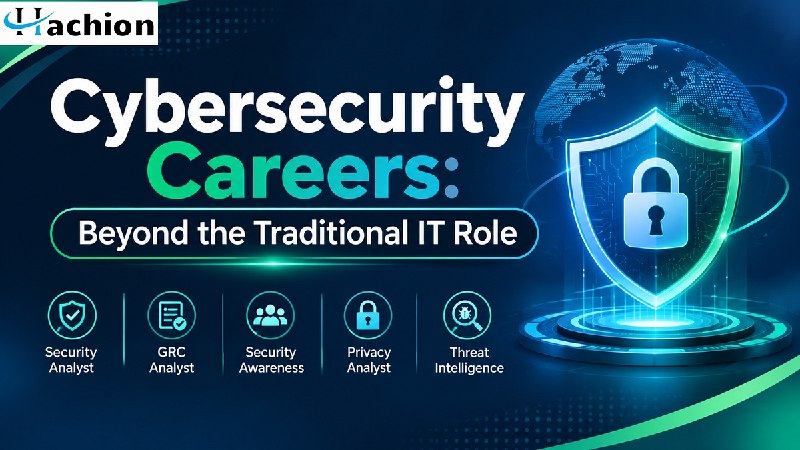 Hachion
Cybersecurity
Careers:
Beyond the Traditional IT Role
Security
Analyst
GRC
Analyst
Security
Awareness
Privacy
Analyst
Threat
Intelligence